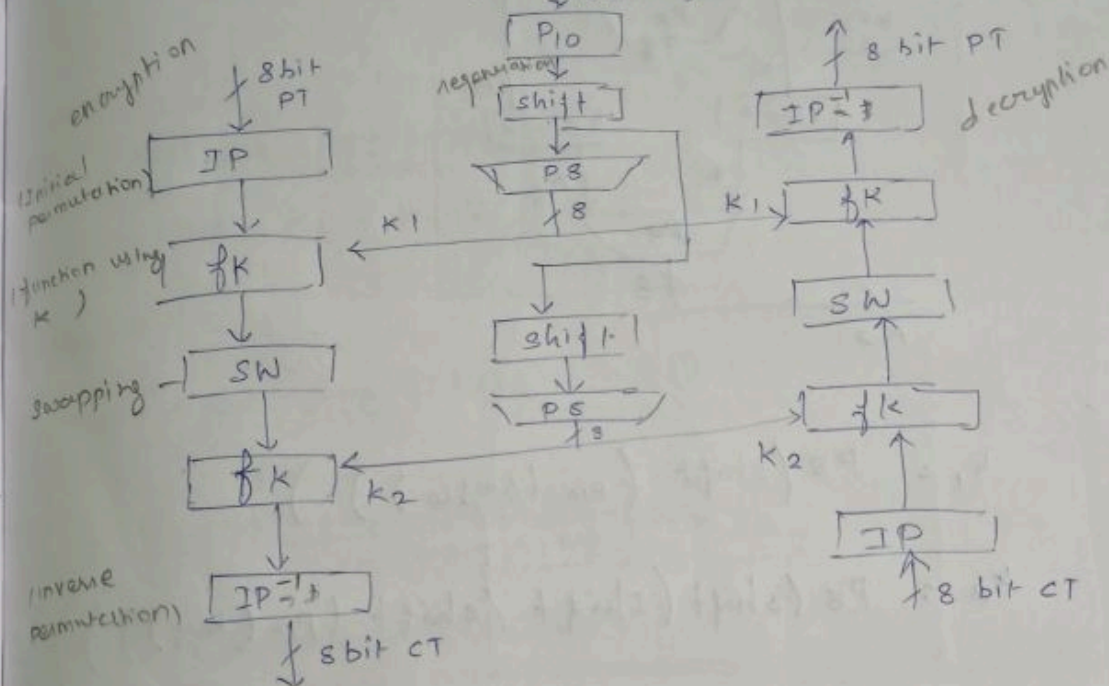 encryption
8 bit
PT
IP
(Initial
permutation)
K1
fK
(function using
K )
SW
swapping
fK
K2
IP-1
(inverse
permutation)
8 bit CT
P10
shift
P8
8
shift
P8
8
8 bit PT
decryption
IP-1
K1
fK
SW
fK
K2
IP
8 bit CT